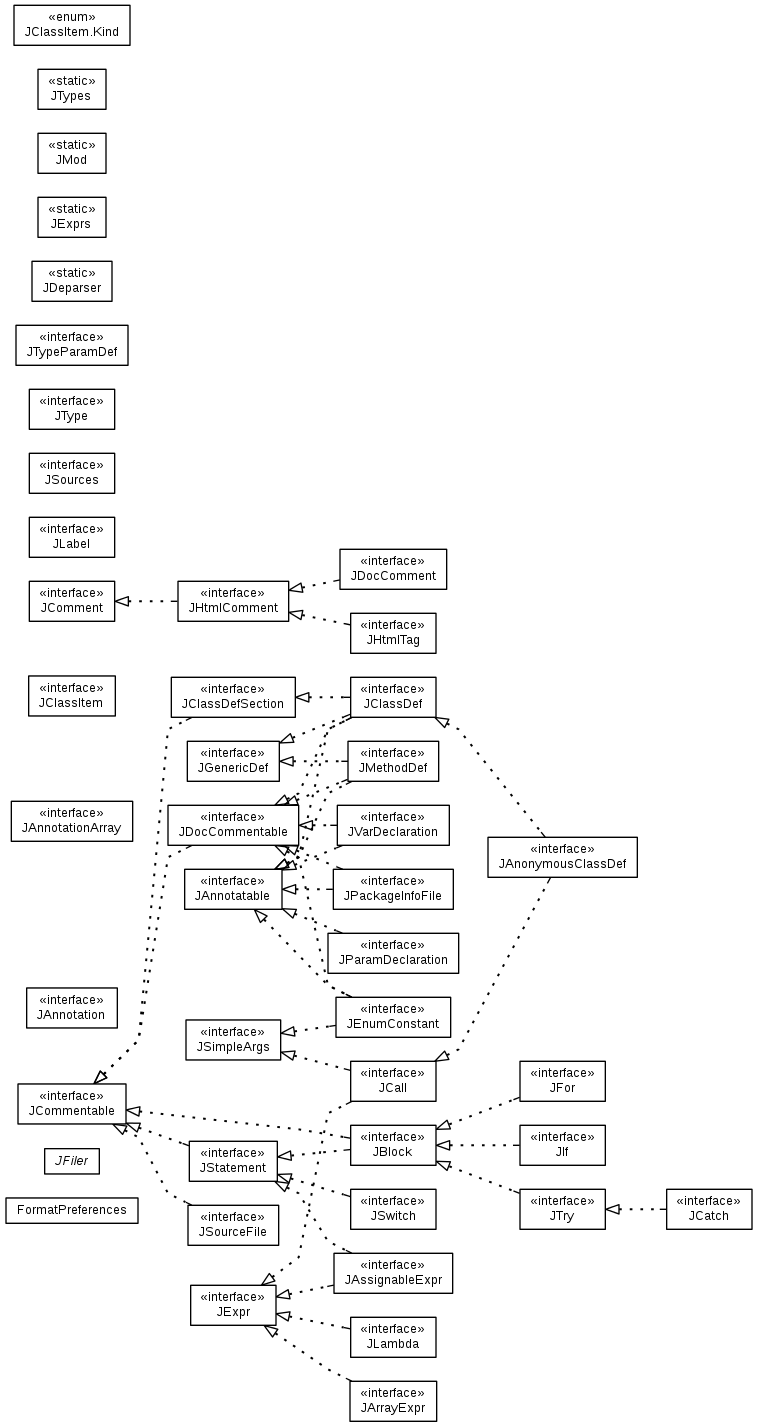 «enum»
JClassItem.Kind
«static»
JTypes
«static»
JMod
«static»
JExprs
«static»
JDeparser
«interface»
JTypeParamDef
«interface»
JType
«interface»
JSources
«interface»
JLabel
«interface»
JComment
«interface»
JHtmlComment
«interface»
JDocComment
«interface»
JHtmlTag
«interface»
JClassItem
«interface»
JClassDefSection
«interface»
JClassDef
«interface»
JGenericDef
«interface»
JMethodDef
«interface»
JAnnotationArray
«interface»
JDocCommentable
«interface»
JVarDeclaration
«interface»
JAnonymousClassDef
«interface»
JAnnotatable
«interface»
JPackageInfoFile
«interface»
JParamDeclaration
«interface»
JAnnotation
«interface»
JSimpleArgs
«interface»
JEnumConstant
«interface»
JCall
«interface»
JFor
«interface»
JCommentable
«interface»
JBlock
«interface»
JIf
JFiler
«interface»
JStatement
«interface»
JSwitch
«interface»
JTry
«interface»
JCatch
FormatPreferences
«interface»
JSourceFile
«interface»
JAssignableExpr
«interface»
JExpr
«interface»
JLambda
«interface»
JArrayExpr